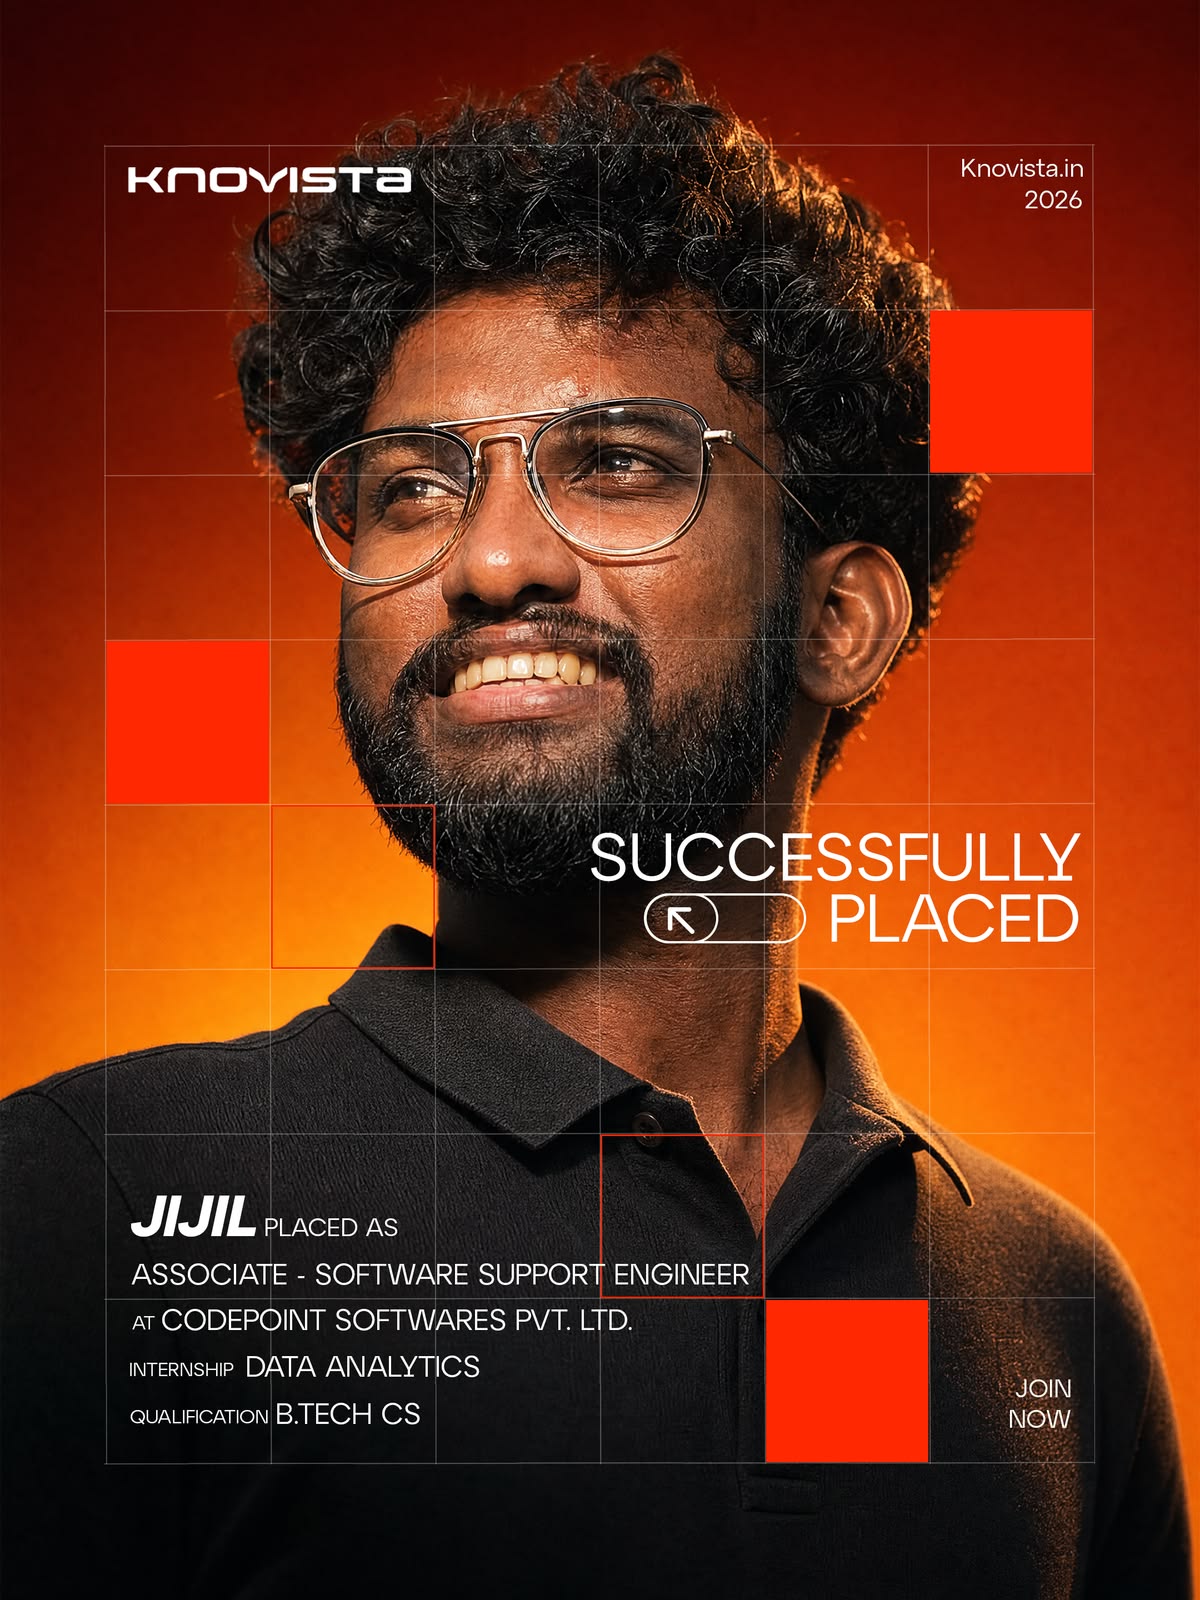 KNOVISTA
Knovista.in
2026
SUCCESSFULLY
PLACED
JIJIL PLACED AS
ASSOCIATE - SOFTWARE SUPPORT ENGINEER
AT CODEPOINT SOFTWARES PVT. LTD.
INTERNSHIP DATA ANALYTICS
QUALIFICATION B.TECH CS
JOIN
NOW